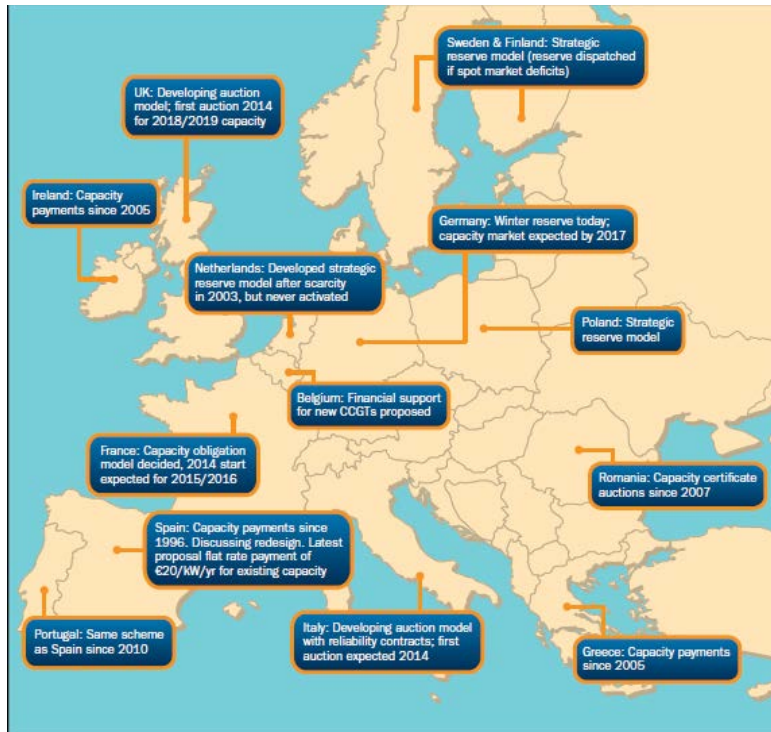 Sweden & Finland: Strategic
reserve model (reserve dispatched
if spot market deficits)
UK: Developing auction
model; first auction 2014
for 2018/2019 capacity
Ireland: Capacity
payments since 2005
Germany: Winter reserve today;
capacity market expected by 2017
Netherlands: Developed strategic
reserve model after scarcity
in 2003, but never activated
Poland: Strategic
reserve model
Belgium: Financial support
for new CCGTs proposed
France: Capacity obligation
model decided, 2014 start
expected for 2015/2016
Romania: Capacity certificate
auctions since 2007
Spain: Capacity payments since
1996. Discussing redesign. Latest
proposal flat rate payment of
€20/kW/yr for existing capacity
Portugal: Same scheme
as Spain since 2010
Italy: Developing auction model
with reliability contracts; first
auction expected 2014
Greece: Capacity payments
since 2005